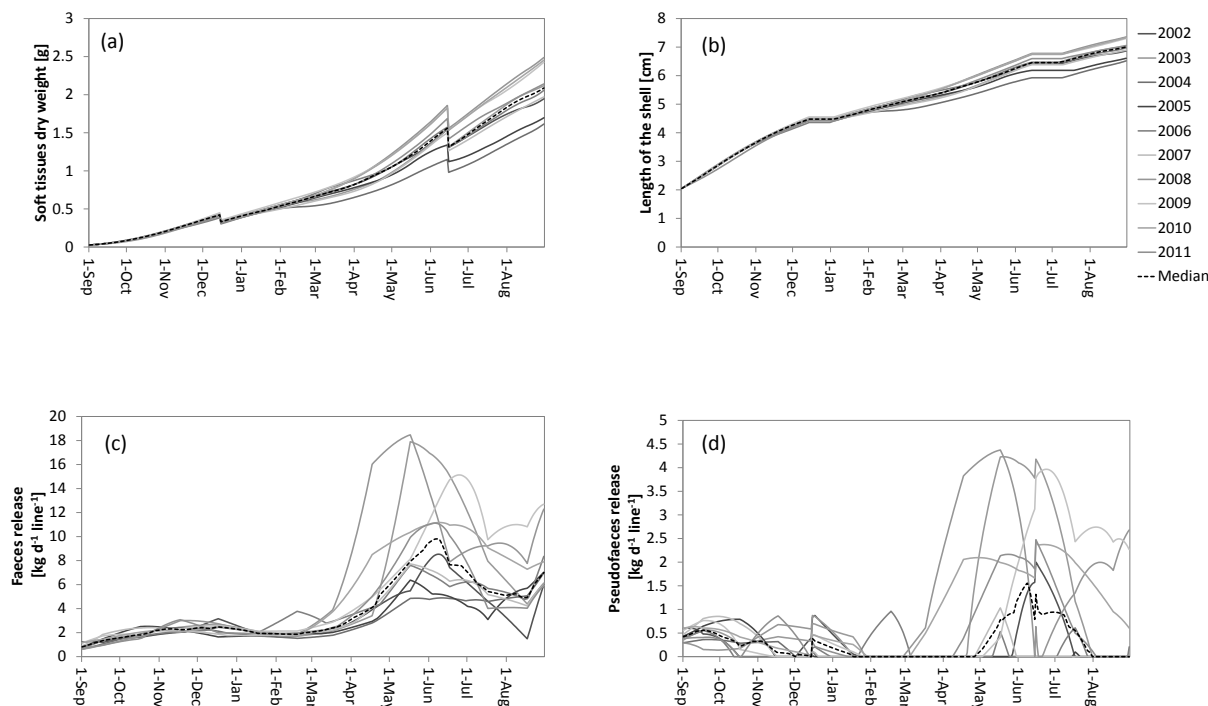 (a)
Soft tissues dry weight [g]
3
2.5
2
1.5
1
0.5
0
1-Sep
1-Oct
1-Nov
1-Dec
1-Jan
1-Feb
1-Mar
1-Apr
1-May
1-Jun
1-Jul
1-Aug
(b)
Length of the shell [cm]
8
7
6
5
4
3
2
1
0
1-Sep
1-Oct
1-Nov
1-Dec
1-Jan
1-Feb
1-Mar
1-Apr
1-May
1-Jun
1-Jul
1-Aug
2002
2003
2004
2005
2006
2007
2008
2009
2010
2011
Median
(c)
Faeces release
[kg d⁻¹ line⁻¹]
20
18
16
14
12
10
8
6
4
2
0
1-Sep
1-Oct
1-Nov
1-Dec
1-Jan
1-Feb
1-Mar
1-Apr
1-May
1-Jun
1-Jul
1-Aug
(d)
Pseudofaeces release
[kg d⁻¹ line⁻¹]
5
4.5
4
3.5
3
2.5
2
1.5
1
0.5
0
1-Sep
1-Oct
1-Nov
1-Dec
1-Jan
1-Feb
1-Mar
1-Apr
1-May
1-Jun
1-Jul
1-Aug